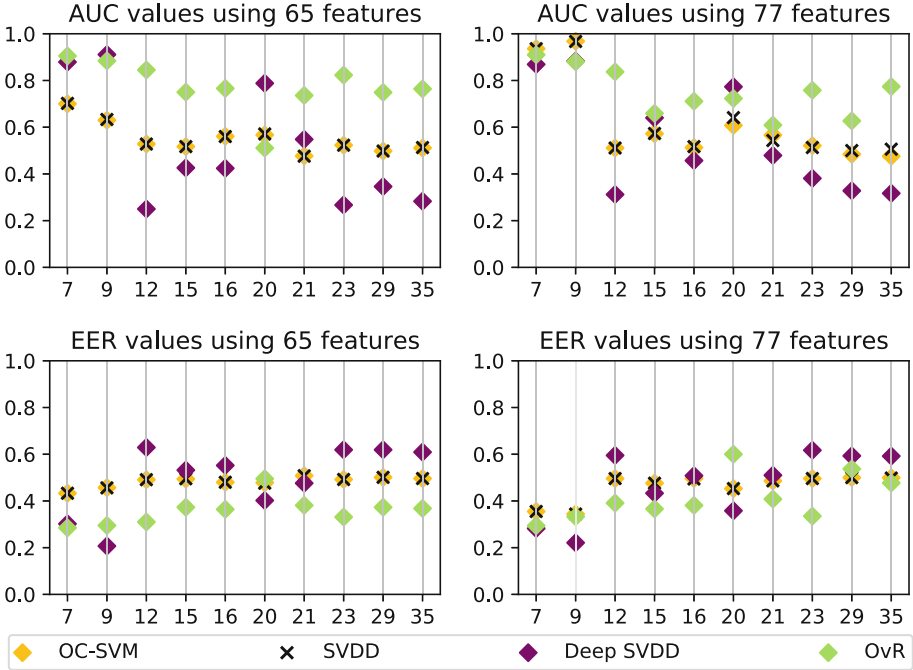 AUC values using 65 features
AUC values using 77 features
1.0
0.8
0.6
0.4
0.2
0.0
7 9 12 15 16 20 21 23 29 35
1.0
0.8
0.6
0.4
0.2
0.0
7 9 12 15 16 20 21 23 29 35
EER values using 65 features
EER values using 77 features
1.0
0.8
0.6
0.4
0.2
0.0
7 9 12 15 16 20 21 23 29 35
1.0
0.8
0.6
0.4
0.2
0.0
7 9 12 15 16 20 21 23 29 35
OC-SVM SVDD Deep SVDD OvR